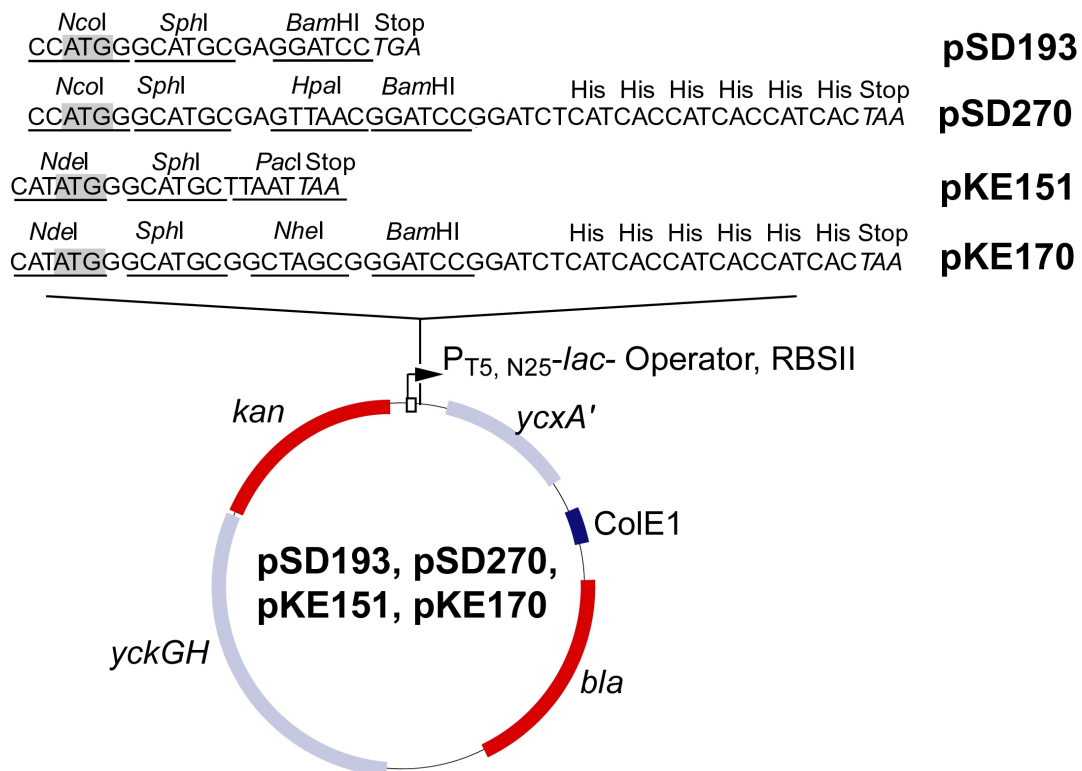 NcoI SphI BamHI Stop
CCATGGGCATGCGAGGATCCTGA pSD193
NcoI SphI HpaI BamHI His His His His His His Stop
CCATGGGCATGCGAGTTAACGGATCCGGATCTCATCACCATCACCATCACTAA pSD270
NdeI SphI PacI Stop
CATATGGGCATGCTTAATTAA pKE151
NdeI SphI NheI BamHI His His His His His His Stop
CATATGGGCATGCGGCTAGCGGGATCCGGATCTCATCACCATCACCATCACTAA pKE170
PT5, N25-lac- Operator, RBSII
kan
ycxA'
ColE1
pSD193, pSD270,
pKE151, pKE170
yckGH
bla